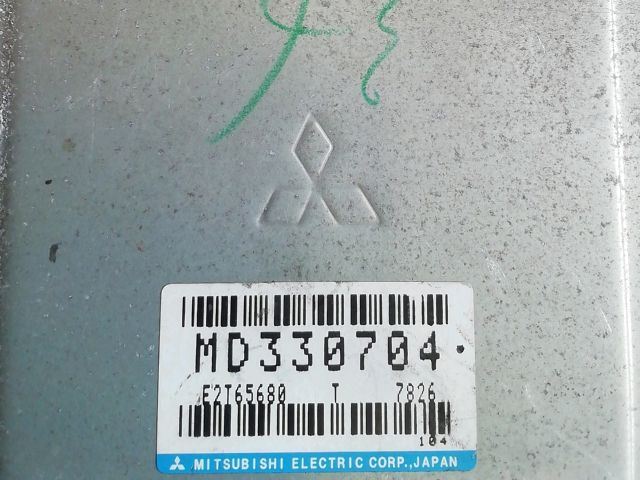 MD330704
E2T65680 T 7826
104
MITSUBISHI ELECTRIC CORP.,JAPAN